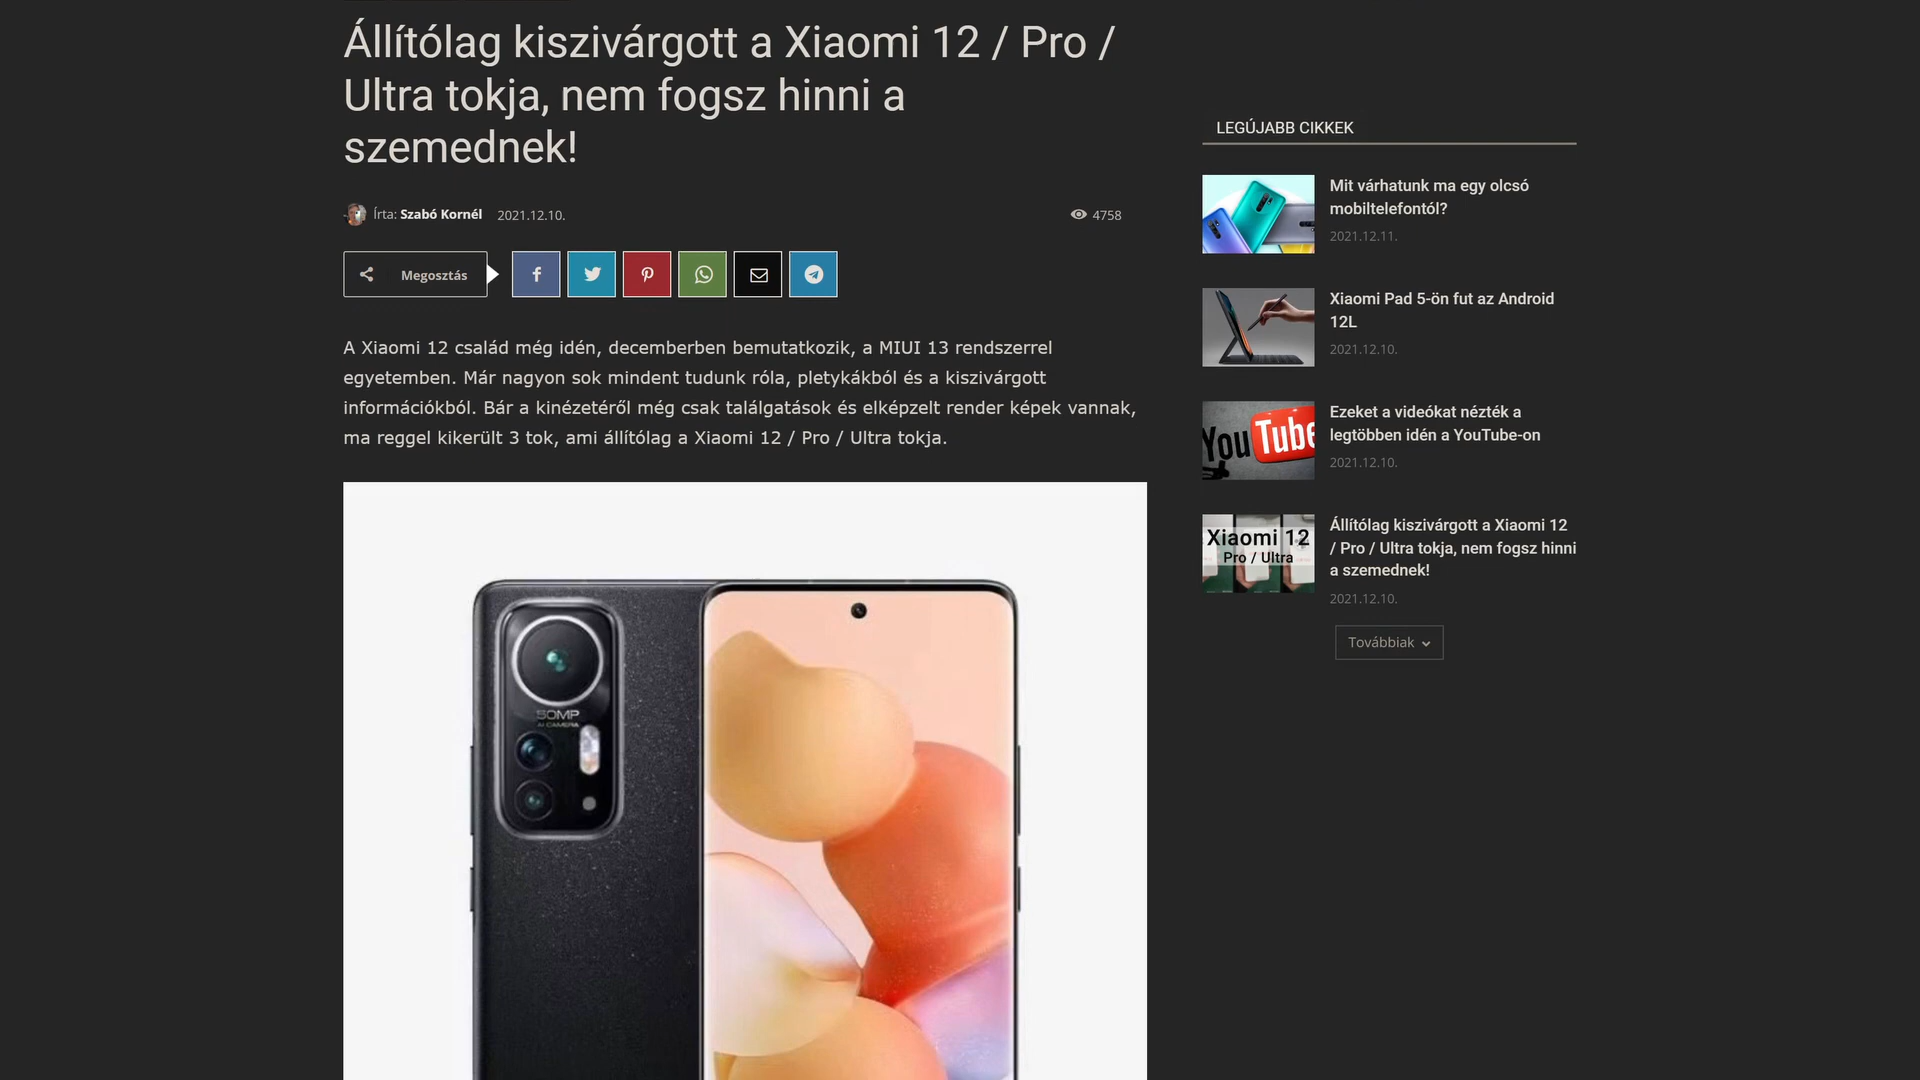 Állítólag kiszivárgott a Xiaomi 12 / Pro /
Ultra tokja, nem fogsz hinni a
szemednek!
Írta: Szabó Kornél 2021.12.10. 4758
Megosztás
A Xiaomi 12 család még idén, decemberben bemutatkozik, a MIUI 13 rendszerrel
egyetemben. Már nagyon sok mindent tudunk róla, pletykákból és a kiszivárgott
információkból. Bár a kinézetéről még csak találgatások és elképzelt render képek vannak,
ma reggel kikerült 3 tok, ami állítólag a Xiaomi 12 / Pro / Ultra tokja.
50MP
AI CAMERA
LEGÚJABB CIKKEK
Mit várhatunk ma egy olcsó
mobiltelefontól?
2021.12.11.
Xiaomi Pad 5-ön fut az Android
12L
2021.12.10.
YouTube
Ezeket a videókat nézték a
legtöbben idén a YouTube-on
2021.12.10.
Xiaomi 12
Pro / Ultra
Állítólag kiszivárgott a Xiaomi 12
/ Pro / Ultra tokja, nem fogsz hinni
a szemednek!
2021.12.10.
Továbbiak